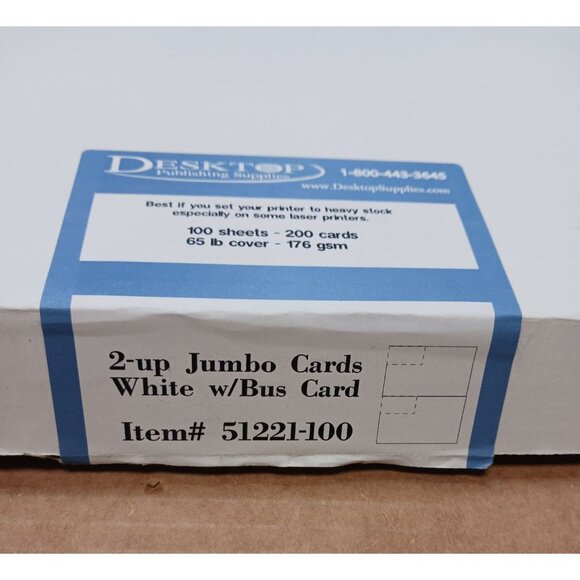 DESKTOP
Publishing Supplies
1-800-443-3645
www.DesktopSupplies.com
Best if you set your printer to heavy stock
especially on some laser printers.
100 sheets - 200 cards
65 lb cover - 176 gsm
2-up Jumbo Cards
White w/Bus Card
Item# 51221-100